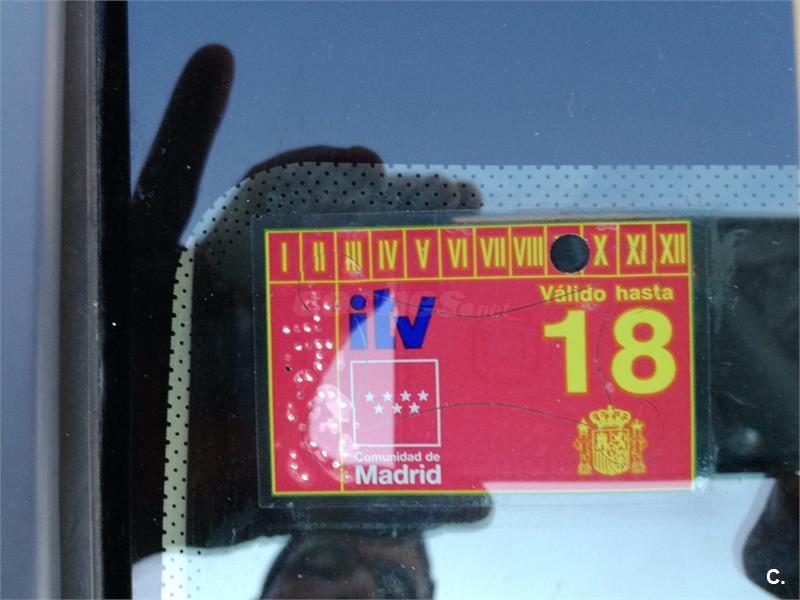 I II III IV V VI VII VIII X XI XII
Válido hasta
itv
18
Comunidad de
Madrid
C.